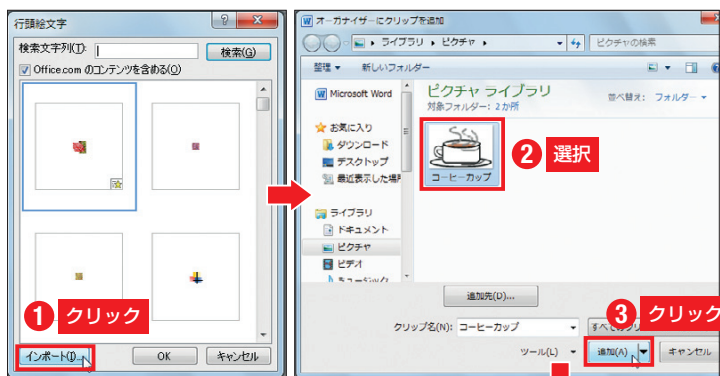 行頭絵文字
検索文字列(T):
検索(G)
Office.com のコンテンツを含める(O)
1 クリック
インポート(I)...
OK
キャンセル
オーガナイザーにクリップを追加
ライブラリ ▸ ピクチャ ▸
ピクチャの検索
整理 ▼
新しいフォルダー
Microsoft Word
ピクチャ ライブラリ
対象フォルダー: 2 か所
並べ替え: フォルダー ▼
お気に入り
ダウンロード
デスクトップ
最近表示した場
2 選択
コーヒーカップ
ライブラリ
ドキュメント
ピクチャ
ビデオ
ミュージック
追加先(D)...
3 クリック
クリップ名(N): コーヒーカップ
ツール(L) ▼
追加(A)
キャンセル